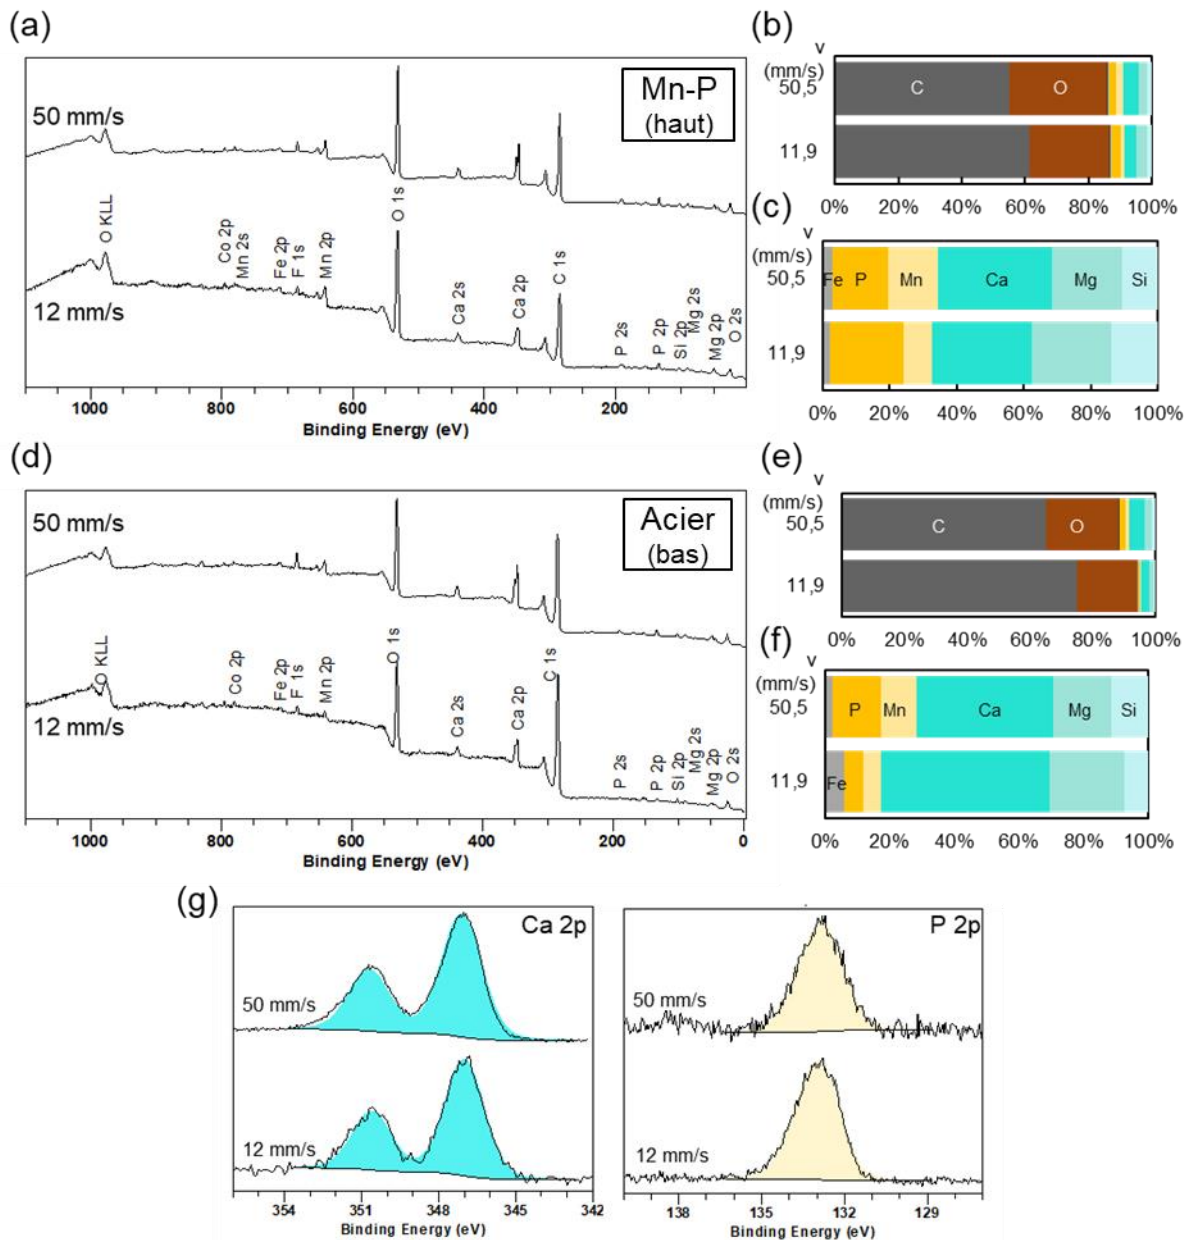 (a)
50 mm/s
12 mm/s
Mn-P
(haut)
O KLL
Co 2p
Mn 2s
Fe 2p
F 1s
Mn 2p
O 1s
Ca 2s
Ca 2p
C 1s
P 2s
P 2p
Si 2p
Mg 2s
Mg 2p
O 2s
1000 800 600 400 200
Binding Energy (eV)
(b)
v
(mm/s)
50,5
C O
11,9
0% 20% 40% 60% 80% 100%
(c)
v
(mm/s)
50,5
Fe P Mn Ca Mg Si
11,9
0% 20% 40% 60% 80% 100%
(d)
50 mm/s
12 mm/s
Acier
(bas)
O KLL
Co 2p
Fe 2p
F 1s
Mn 2p
O 1s
Ca 2s
Ca 2p
C 1s
P 2s
P 2p
Si 2p
Mg 2s
Mg 2p
O 2s
1000 800 600 400 200 0
Binding Energy (eV)
(e)
v
(mm/s)
50,5
C O
11,9
0% 20% 40% 60% 80% 100%
(f)
v
(mm/s)
50,5
P Mn Ca Mg Si
11,9
Fe
0% 20% 40% 60% 80% 100%
(g)
Ca 2p
50 mm/s
12 mm/s
354 351 348 345 342
Binding Energy (eV)
P 2p
50 mm/s
12 mm/s
138 135 132 129
Binding Energy (eV)